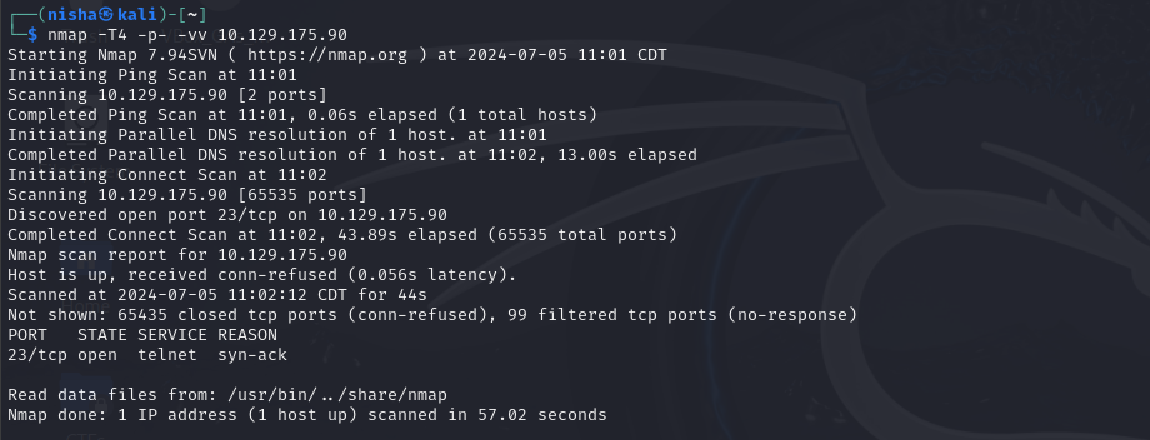 ┌──(nisha㉿kali)-[~]
└─$ nmap -T4 -p- -vv 10.129.175.90
Starting Nmap 7.94SVN ( https://nmap.org ) at 2024-07-05 11:01 CDT
Initiating Ping Scan at 11:01
Scanning 10.129.175.90 [2 ports]
Completed Ping Scan at 11:01, 0.06s elapsed (1 total hosts)
Initiating Parallel DNS resolution of 1 host. at 11:01
Completed Parallel DNS resolution of 1 host. at 11:02, 13.00s elapsed
Initiating Connect Scan at 11:02
Scanning 10.129.175.90 [65535 ports]
Discovered open port 23/tcp on 10.129.175.90
Completed Connect Scan at 11:02, 43.89s elapsed (65535 total ports)
Nmap scan report for 10.129.175.90
Host is up, received conn-refused (0.056s latency).
Scanned at 2024-07-05 11:02:12 CDT for 44s
Not shown: 65435 closed tcp ports (conn-refused), 99 filtered tcp ports (no-response)
PORT   STATE SERVICE REASON
23/tcp open  telnet  syn-ack
Read data files from: /usr/bin/../share/nmap
Nmap done: 1 IP address (1 host up) scanned in 57.02 seconds